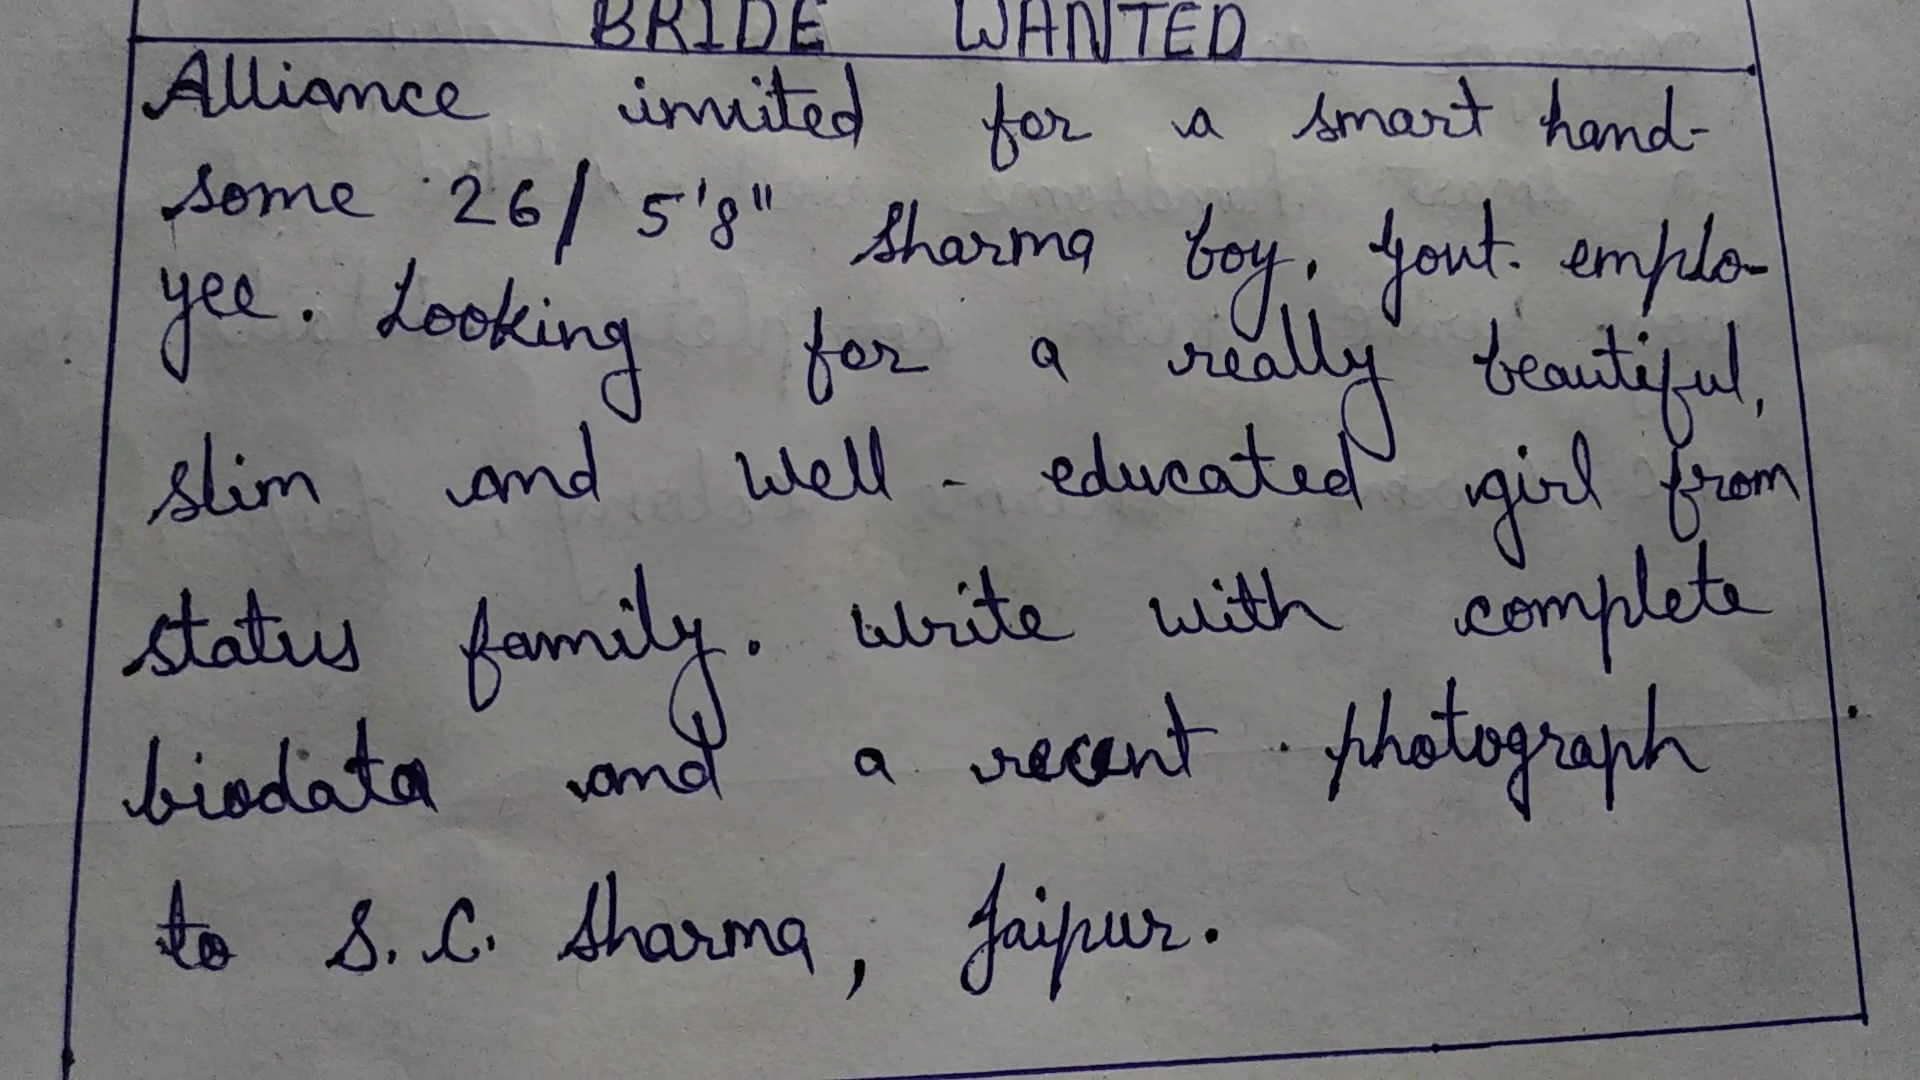 BRIDE WANTED
Alliance invited for a smart hand-
some 26/ 5'8" Sharma boy. Govt. emplo-
yee. Looking for a really beautiful,
slim and well-educated girl from
status family. Write with complete
biodata and a recent photograph
to S. C. Sharma, Jaipur.